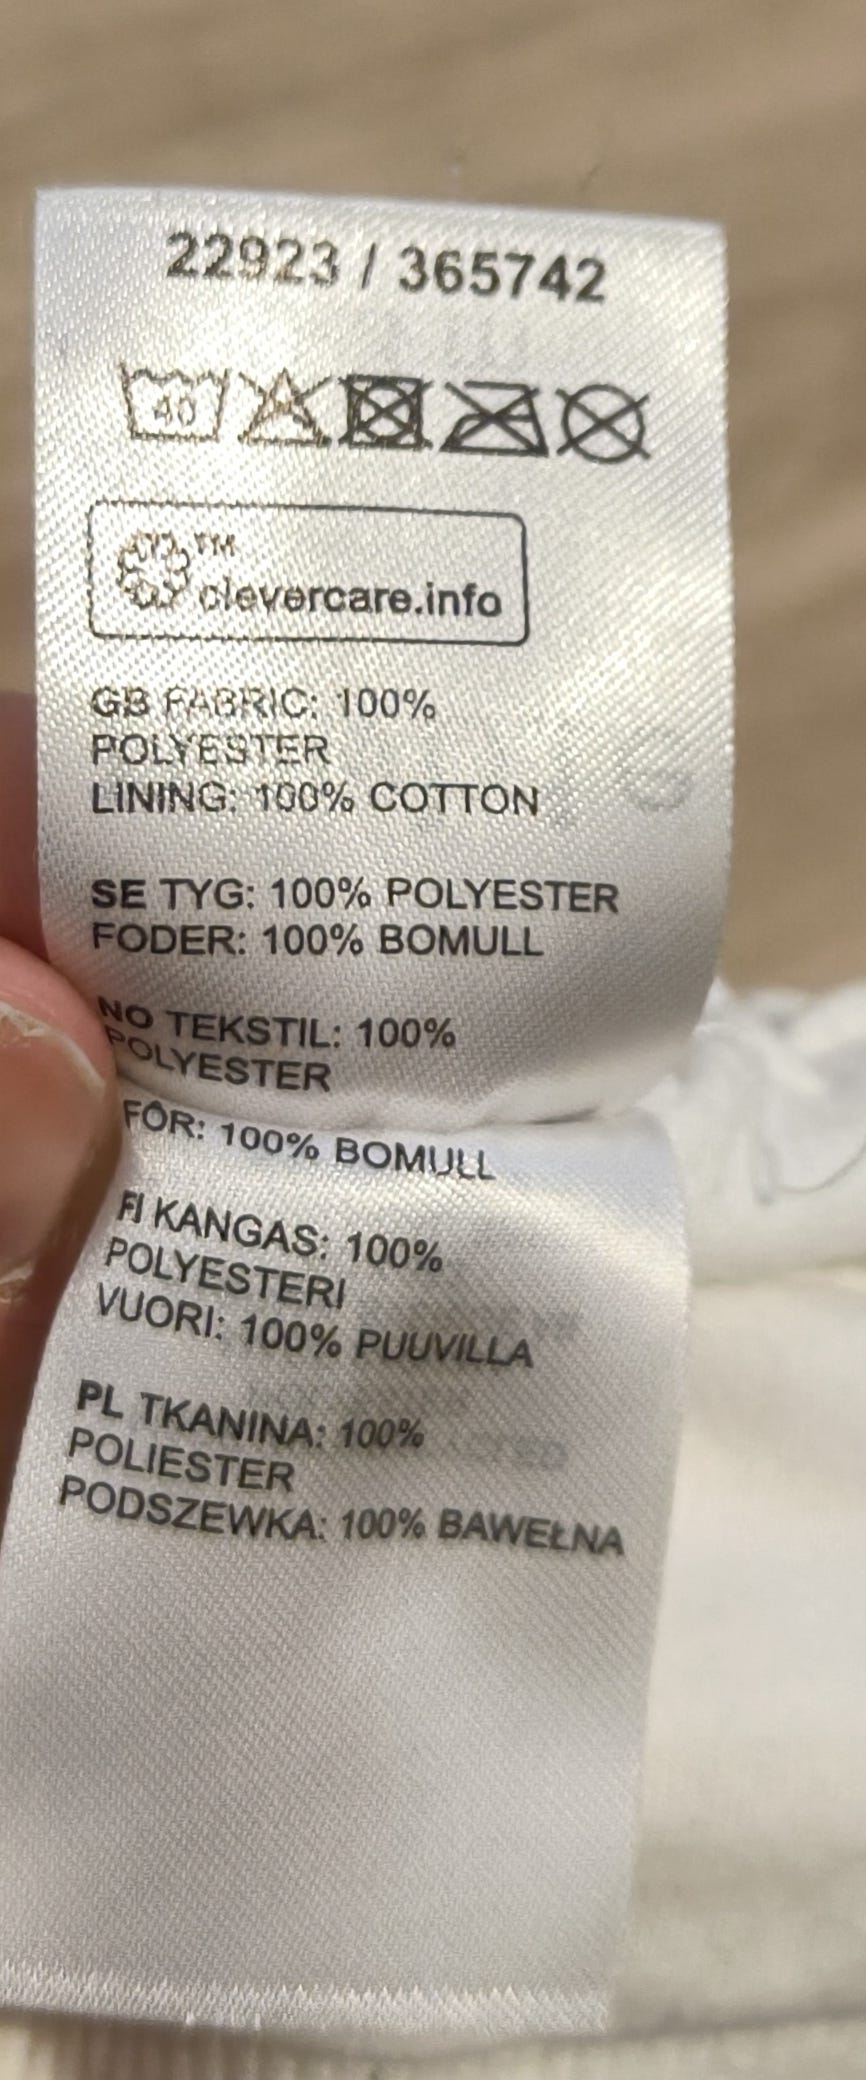 22923 / 365742
40
™
clevercare.info
GB FABRIC: 100%
POLYESTER
LINING: 100% COTTON
SE TYG: 100% POLYESTER
FODER: 100% BOMULL
NO TEKSTIL: 100%
POLYESTER
FÔR: 100% BOMULL
FI KANGAS: 100%
POLYESTERI
VUORI: 100% PUUVILLA
PL TKANINA: 100%
POLIESTER
PODSZEWKA: 100% BAWEŁNA